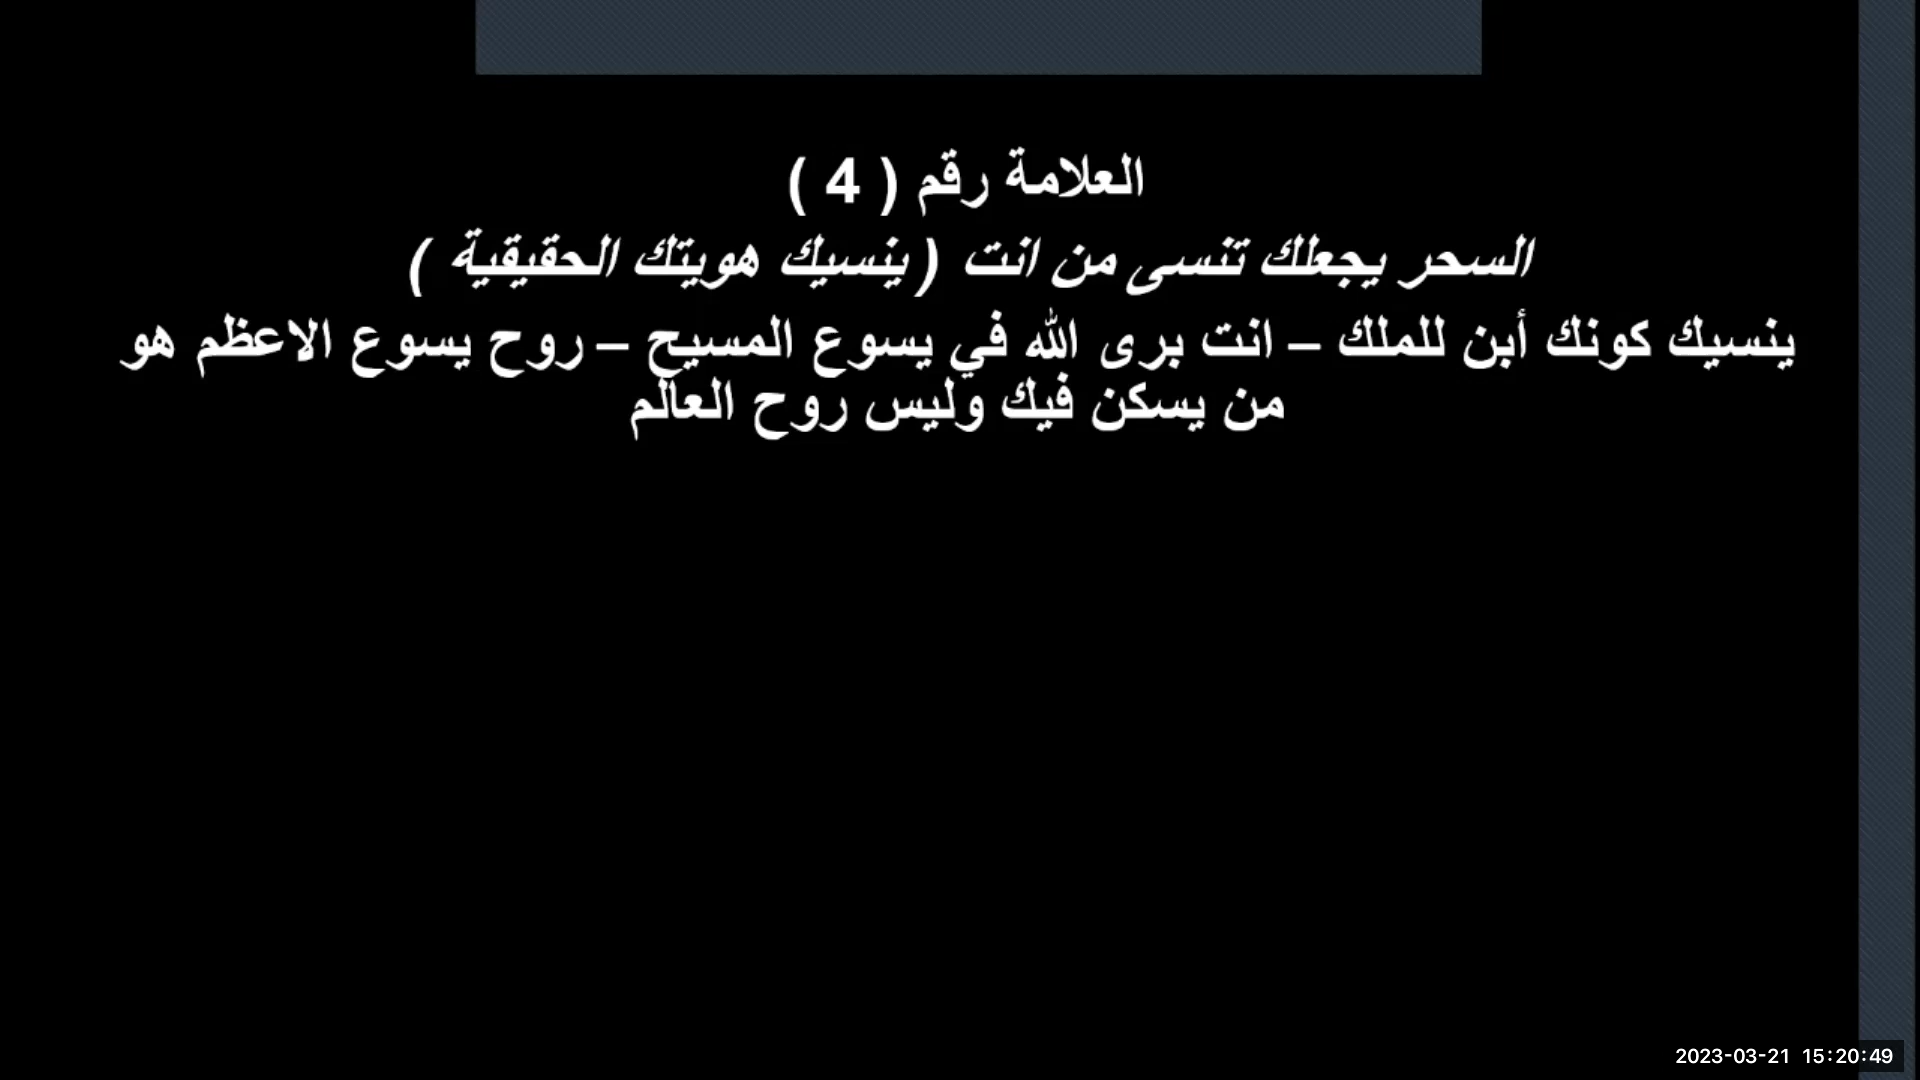 العلامة رقم ( 4 )
السحر يجعلك تنسى من انت ( ينسيك هويتك الحقيقية )
ينسيك كونك أبن للملك – انت برى الله في يسوع المسيح – روح يسوع الاعظم هو
من يسكن فيك وليس روح العالم
2023-03-21 15:20:49